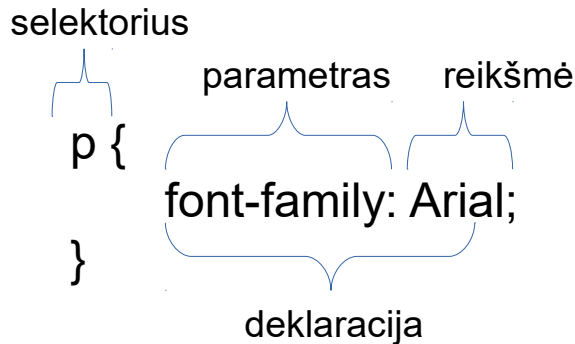 selektorius
parametras reikšmė
p {
font-family: Arial;
}
deklaracija